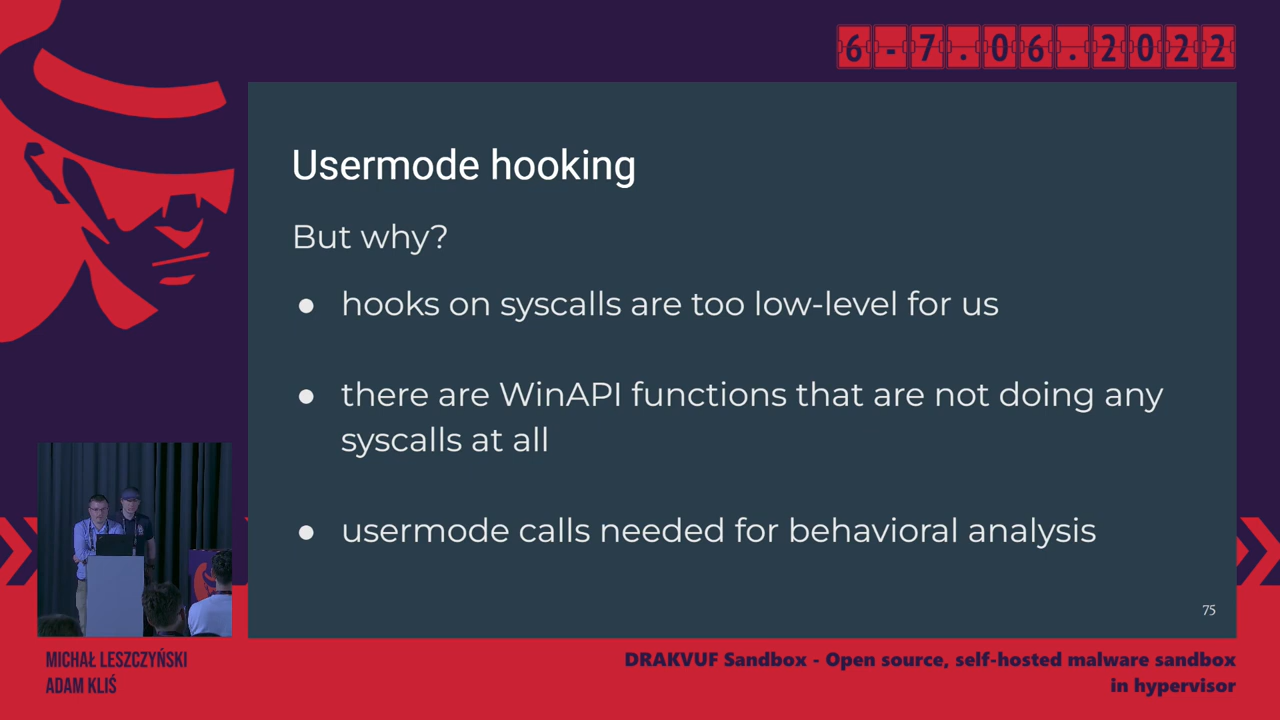 6-7.06.2022
Usermode hooking
But why?
● hooks on syscalls are too low-level for us
● there are WinAPI functions that are not doing any
syscalls at all
● usermode calls needed for behavioral analysis
75
MICHAŁ LESZCZYŃSKI
ADAM KLIŚ
DRAKVUF Sandbox - Open source, self-hosted malware sandbox
in hypervisor